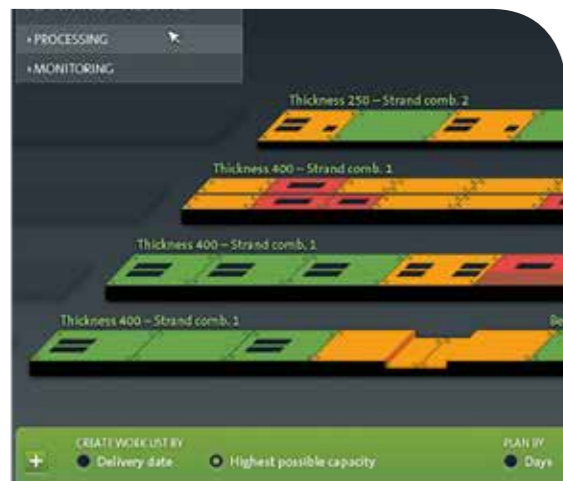 › PROCESSING
› MONITORING
Thickness 250 – Strand comb. 2
Thickness 400 – Strand comb. 1
Thickness 400 – Strand comb. 1
Thickness 400 – Strand comb. 1
CREATE WORK LIST BY
PLAN BY
Delivery date
Highest possible capacity
Days